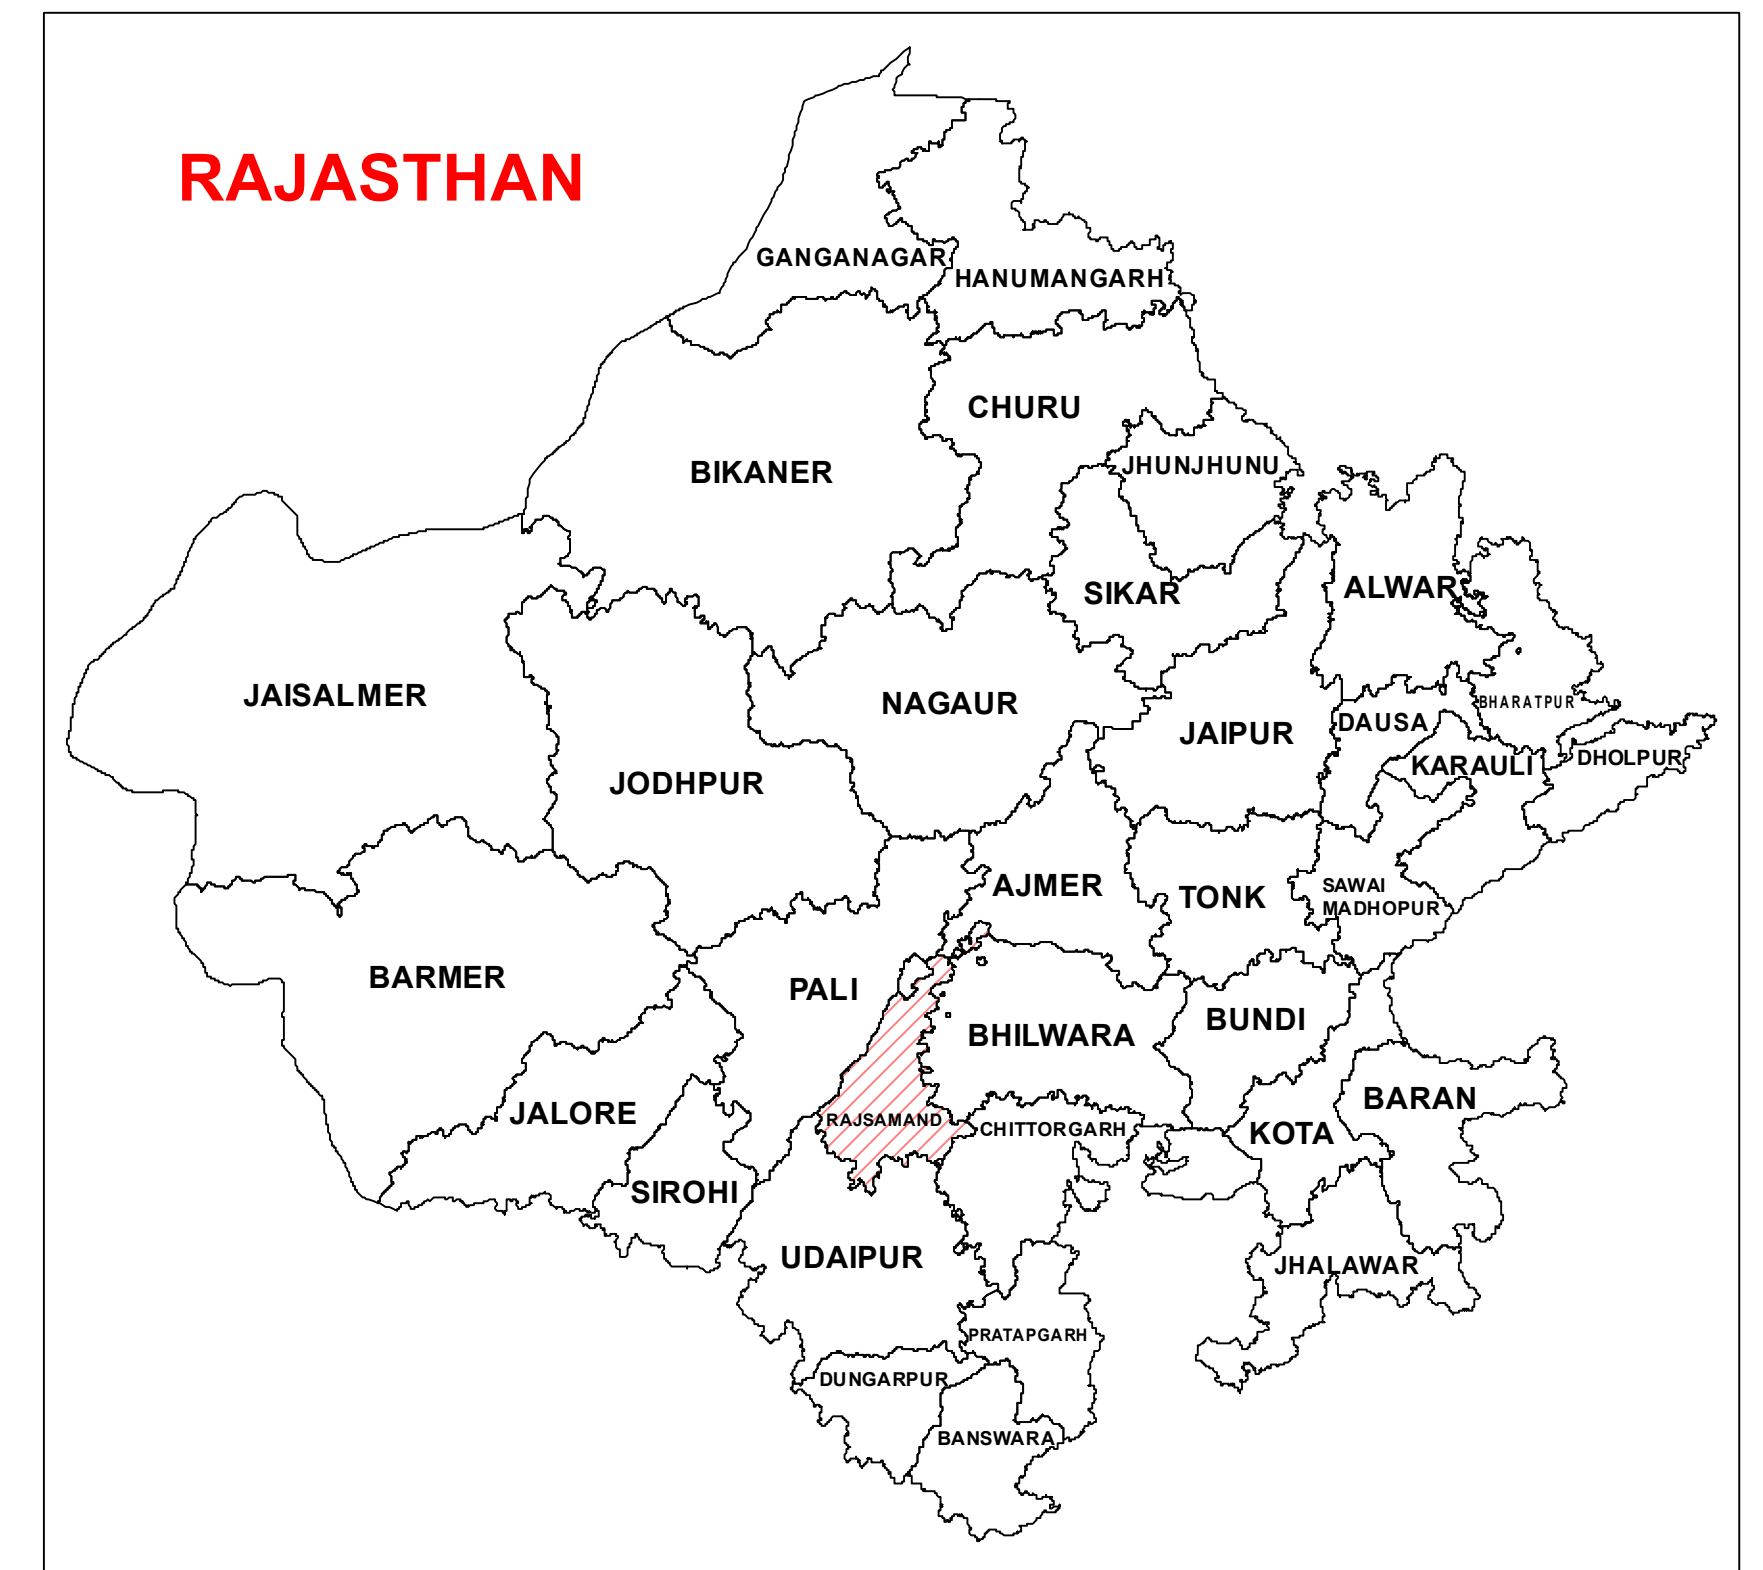 RAJASTHAN
GANGANAGAR
HANUMANGARH
CHURU
BIKANER
JHUNJHUNU
SIKAR
ALWAR
JAISALMER
NAGAUR
BHARATPUR
DAUSA
JAIPUR
DHOLPUR
KARAULI
JODHPUR
AJMER
TONK
SAWAI
MADHOPUR
BARMER
PALI
BUNDI
BHILWARA
BARAN
JALORE
RAJSAMAND
CHITTORGARH
KOTA
SIROHI
UDAIPUR
JHALAWAR
PRATAPGARH
DUNGARPUR
BANSWARA